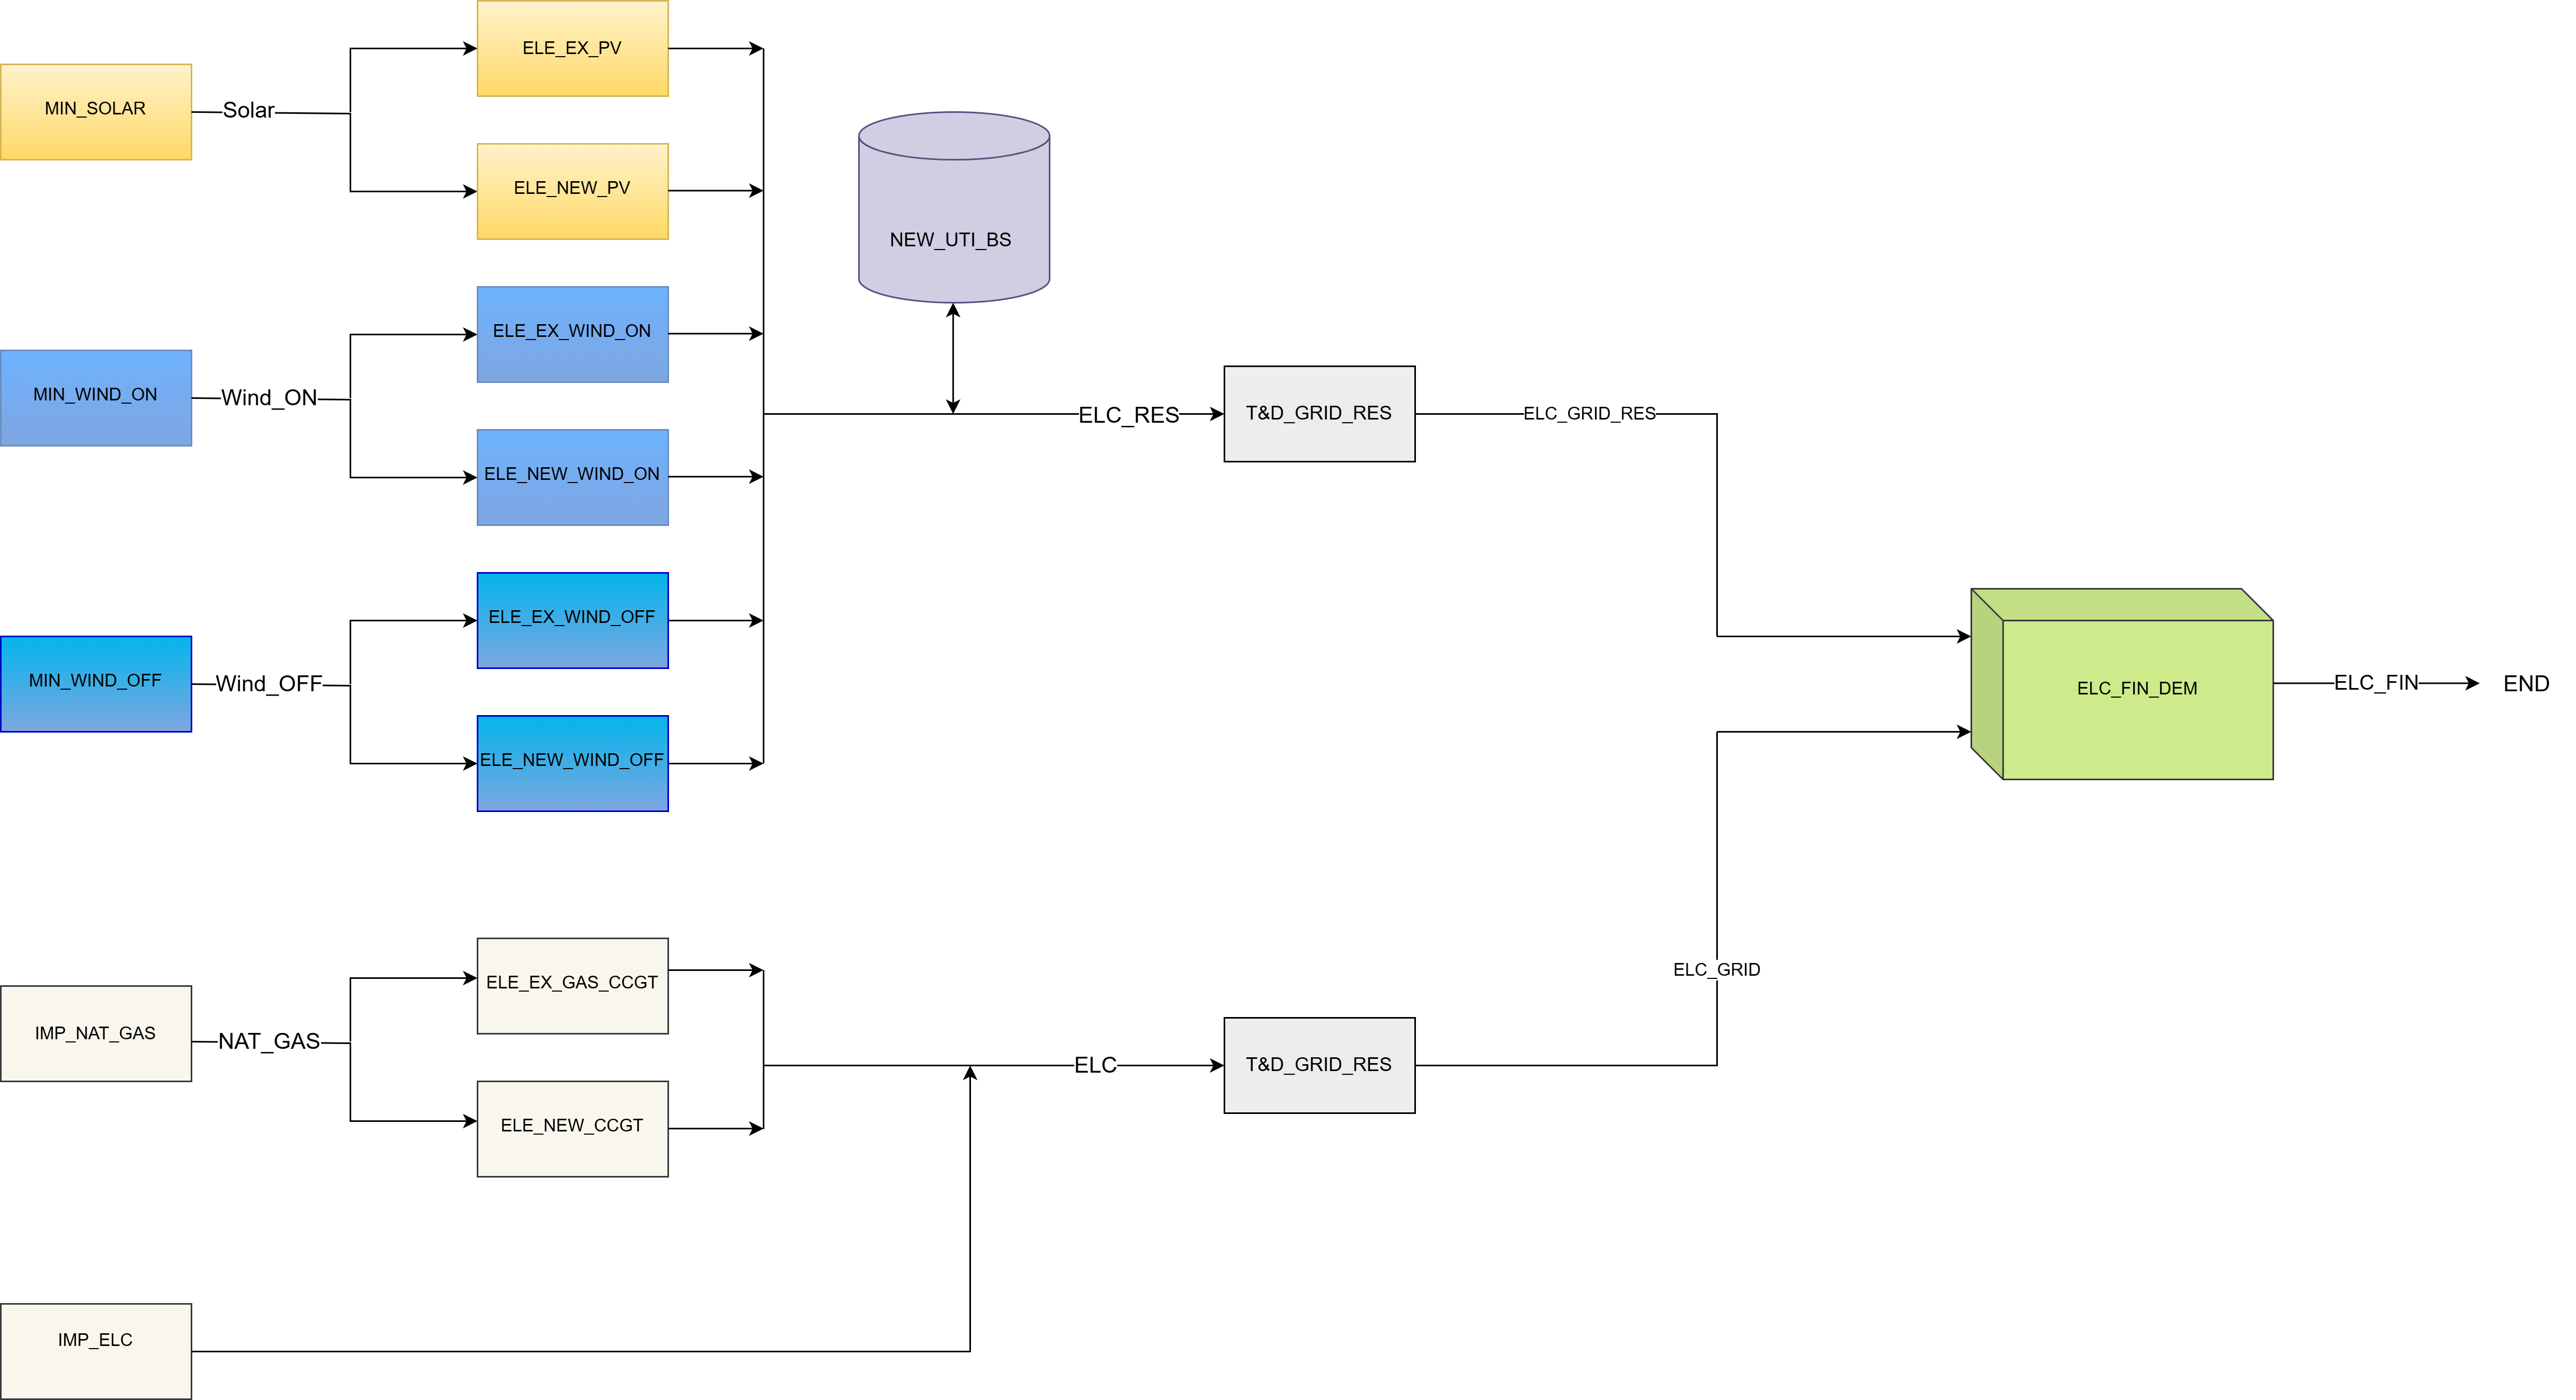 ELE_EX_PV
MIN_SOLAR
Solar
ELE_NEW_PV
NEW_UTI_BS
ELE_EX_WIND_ON
MIN_WIND_ON
Wind_ON
ELC_RES
T&D_GRID_RES
ELC_GRID_RES
ELE_NEW_WIND_ON
ELE_EX_WIND_OFF
MIN_WIND_OFF
Wind_OFF
ELC_FIN_DEM
ELC_FIN
END
ELE_NEW_WIND_OFF
ELE_EX_GAS_CCGT
ELC_GRID
IMP_NAT_GAS
NAT_GAS
ELC
T&D_GRID_RES
ELE_NEW_CCGT
IMP_ELC